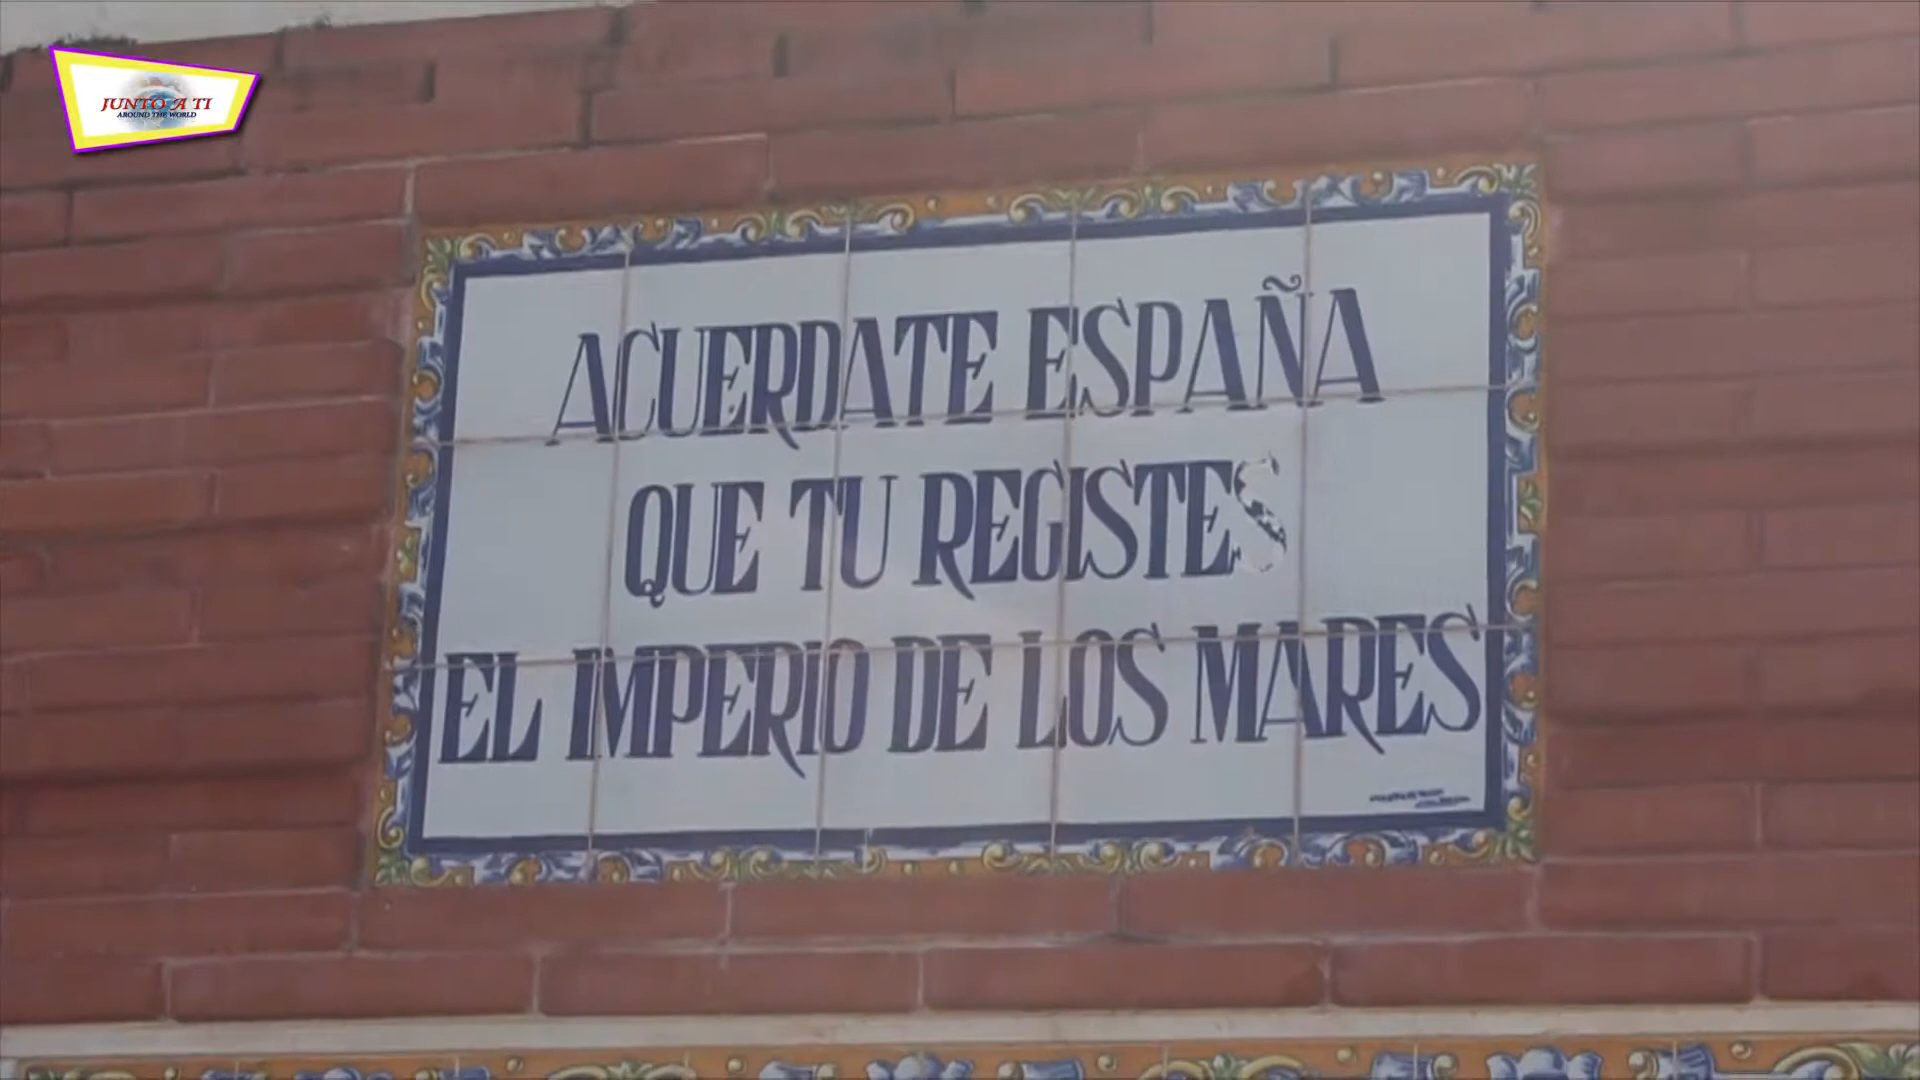 JUNTO A TI
AROUND THE WORLD
ACUERDATE ESPAÑA
QUE TU REGISTES
EL IMPERIO DE LOS MARES